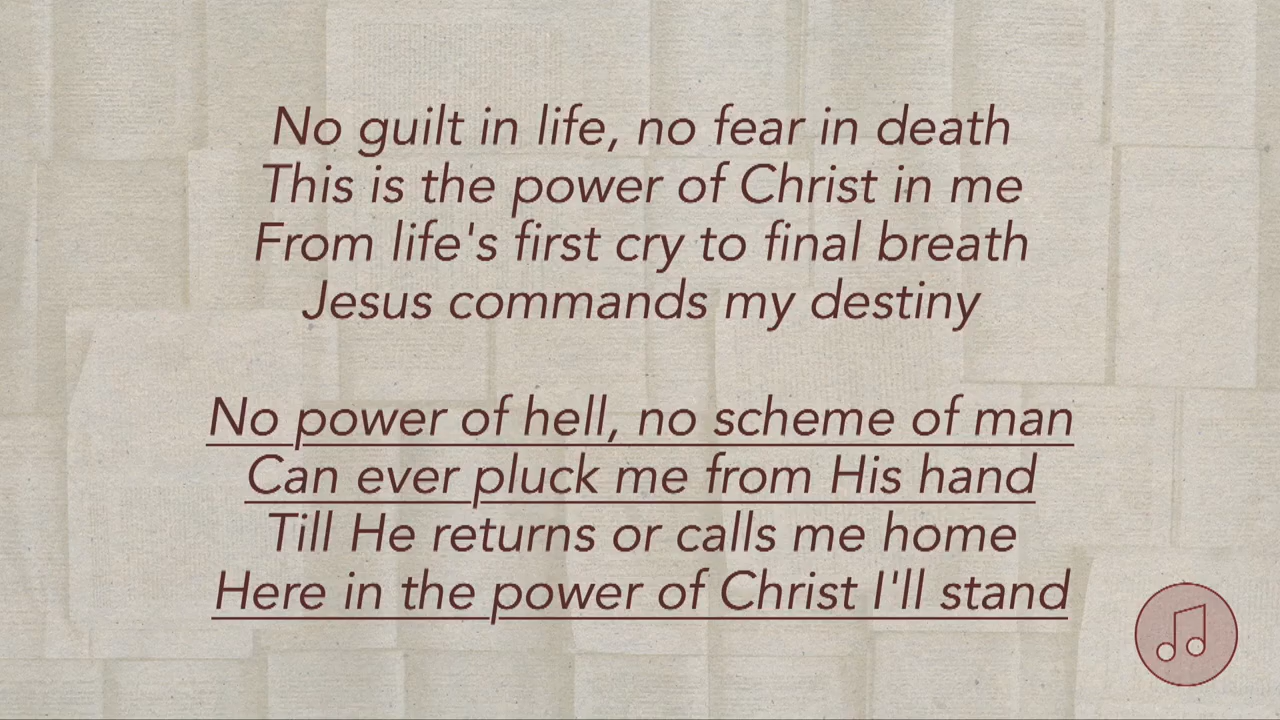 No guilt in life, no fear in death
This is the power of Christ in me
From life's first cry to final breath
Jesus commands my destiny
No power of hell, no scheme of man
Can ever pluck me from His hand
Till He returns or calls me home
Here in the power of Christ I'll stand